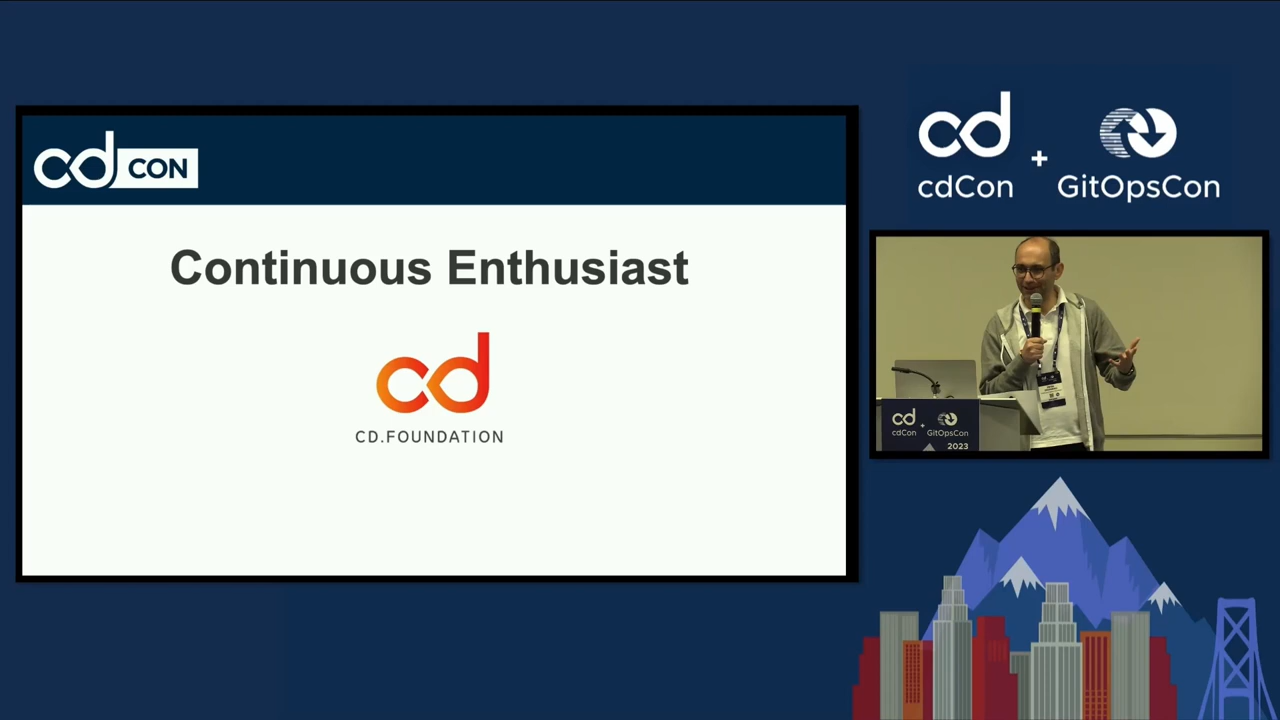 cd CON
Continuous Enthusiast
cd
CD.FOUNDATION
cd
cdCon
+
GitOpsCon
cd
cdCon
+
GitOpsCon
2023